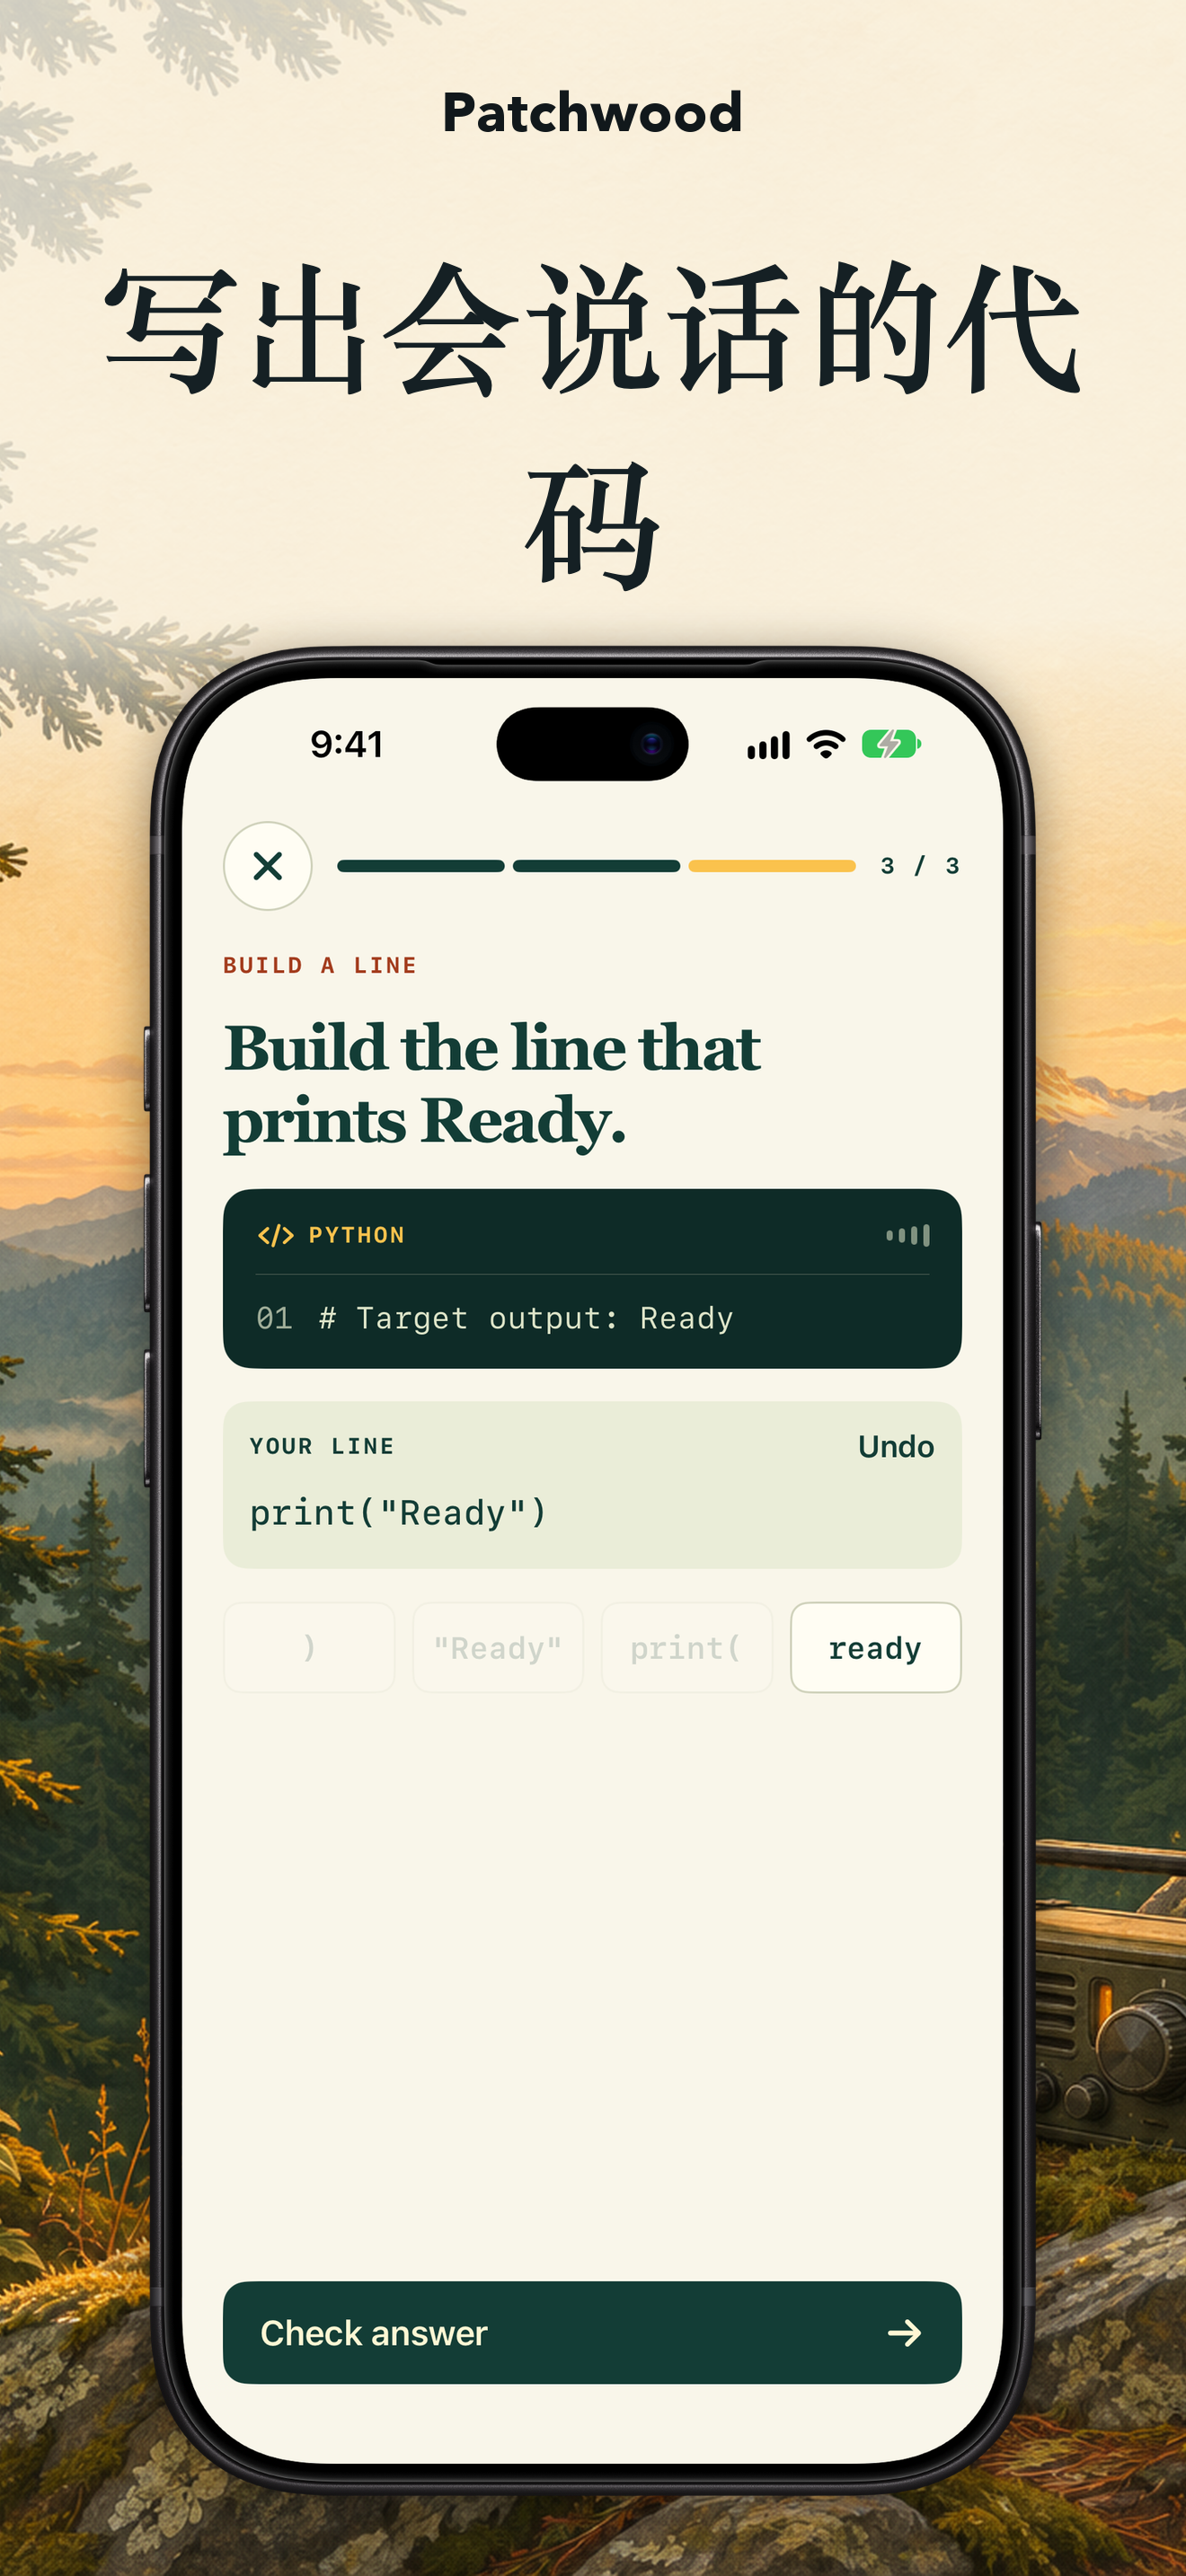 Patchwood
写出会说话的代
码
9:41
3 / 3
BUILD A LINE
Build the line that
prints Ready.
</> PYTHON
01 # Target output: Ready
YOUR LINE Undo
print("Ready")
) "Ready" print( ready
Check answer